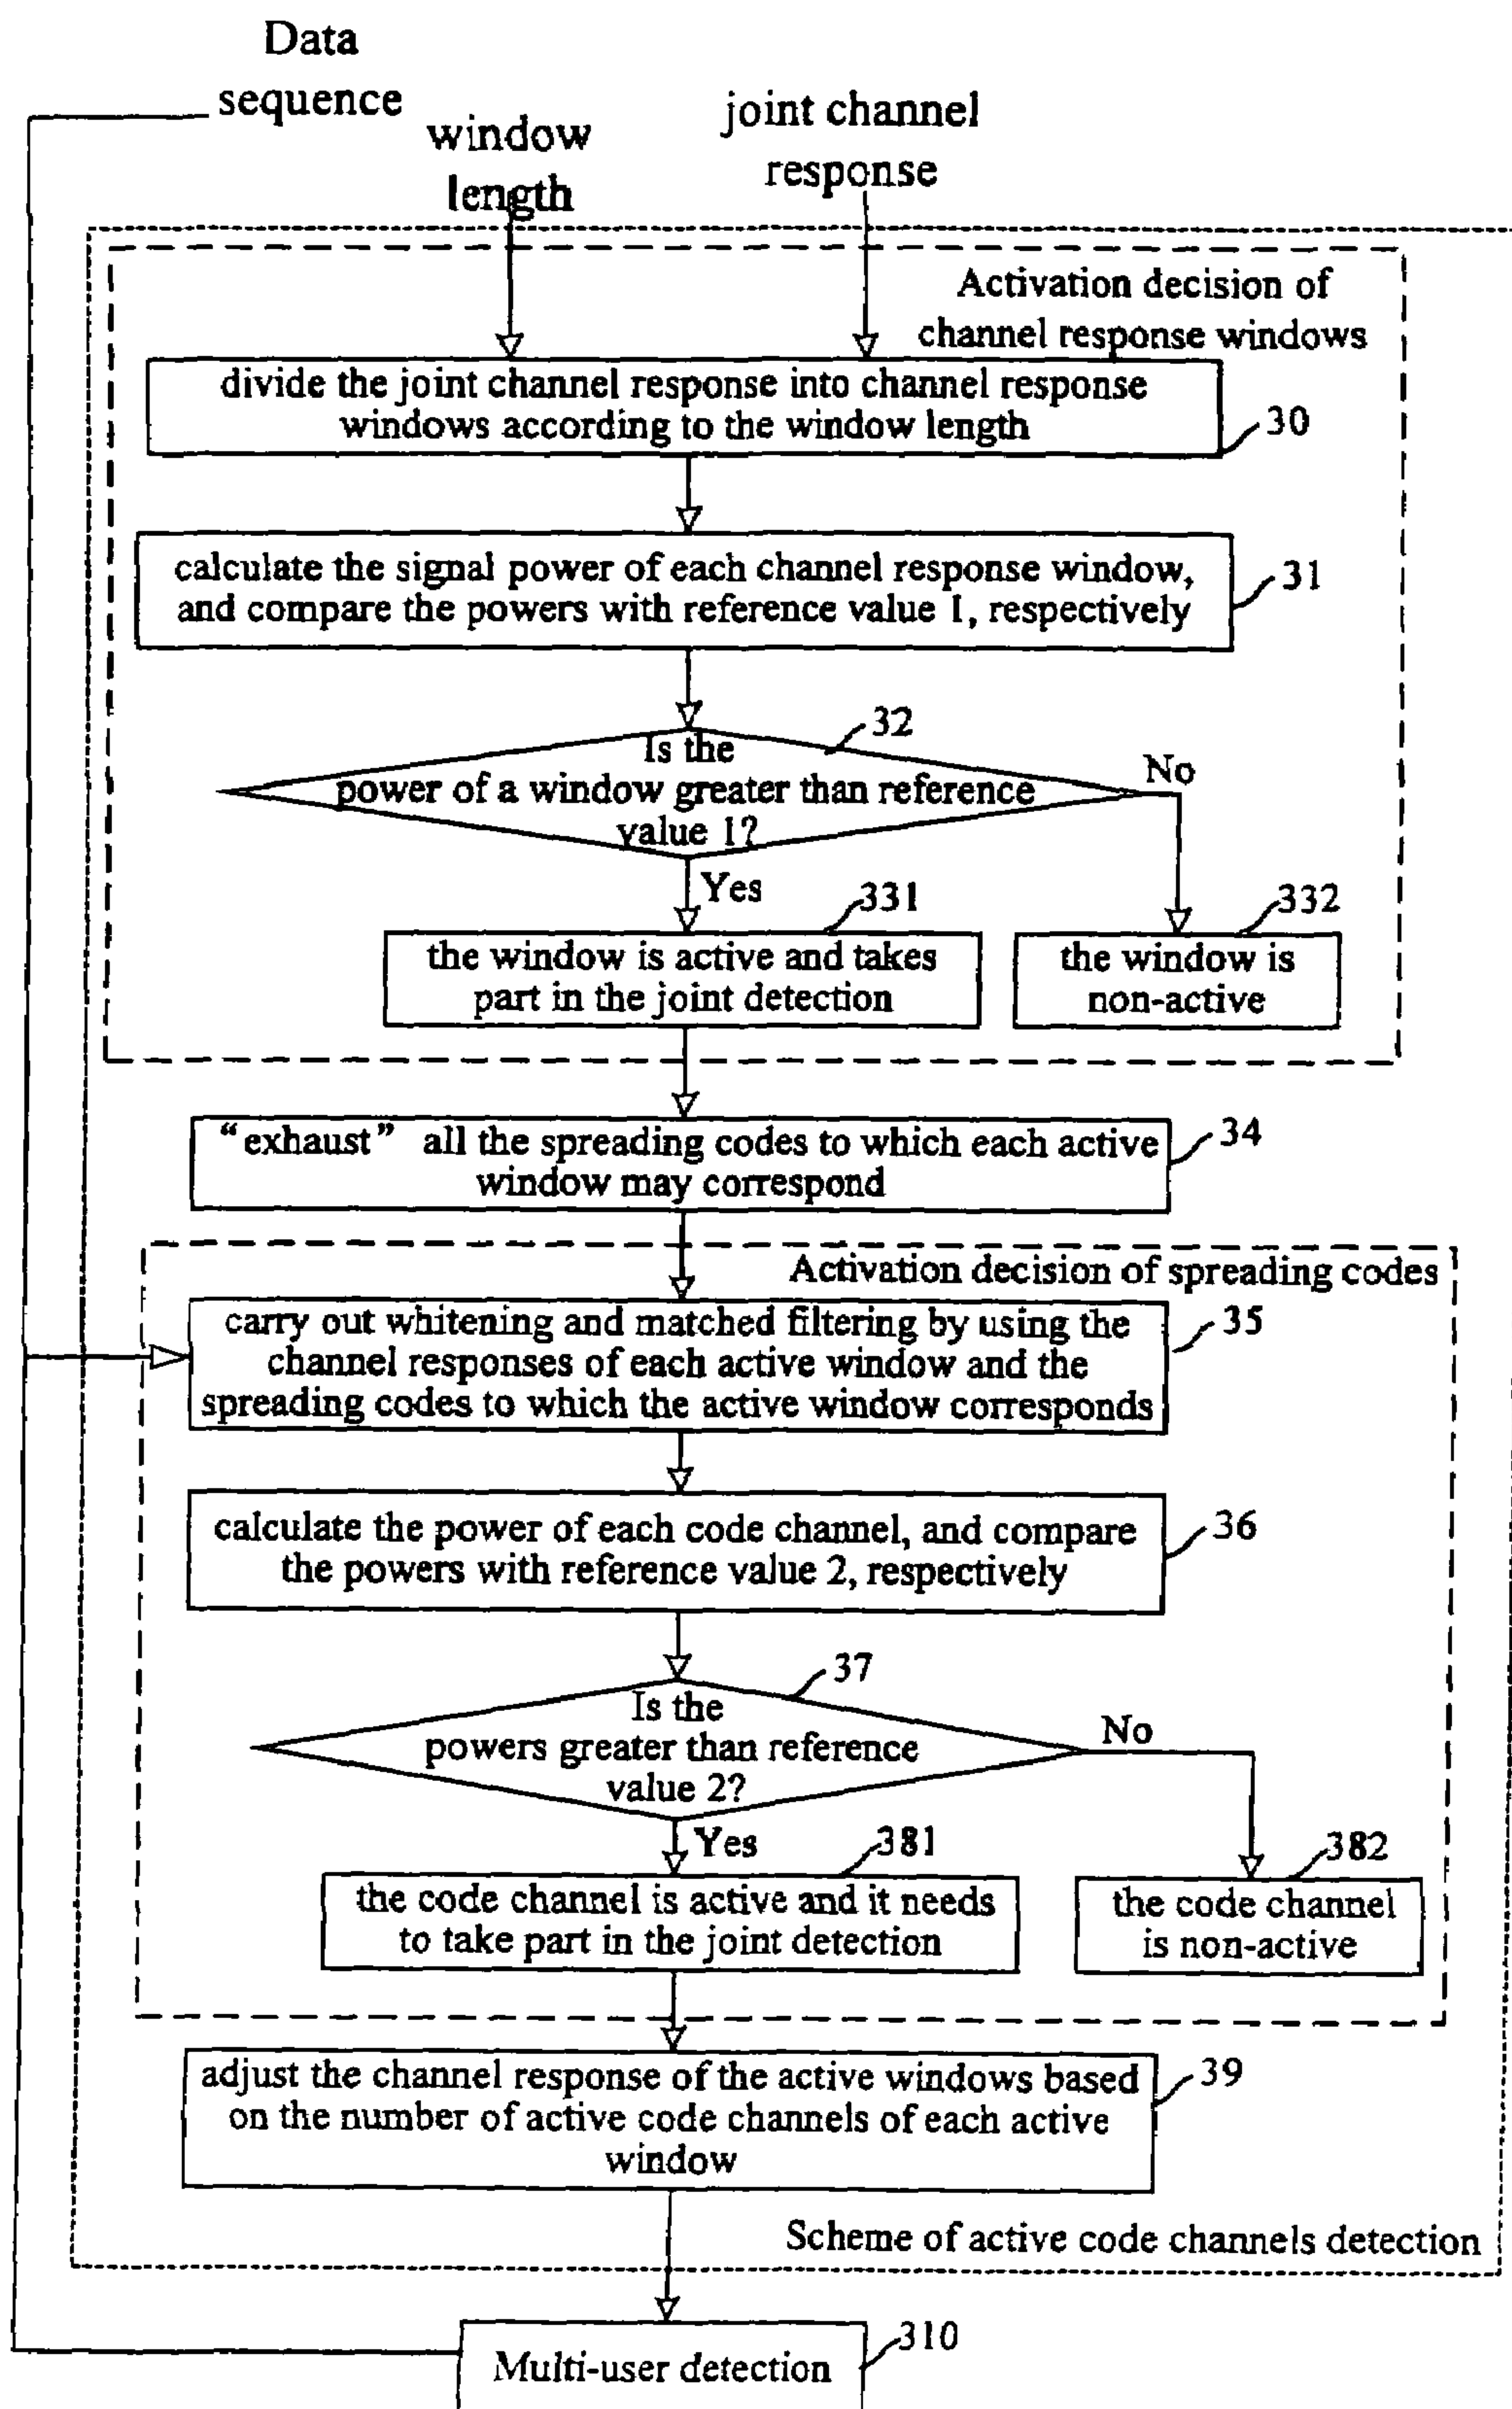 Data
sequence
window
length
joint channel
response
Activation decision of
channel response windows
divide the joint channel response into channel response
windows according to the window length
30
calculate the signal power of each channel response window,
and compare the powers with reference value 1, respectively
31
32
Is the
power of a window greater than reference
value 1?
No
Yes
331
332
the window is active and takes
part in the joint detection
the window is
non-active
“exhaust” all the spreading codes to which each active
window may correspond
34
Activation decision of spreading codes
carry out whitening and matched filtering by using the
channel responses of each active window and the
spreading codes to which the active window corresponds
35
calculate the power of each code channel, and compare
the powers with reference value 2, respectively
36
37
Is the
powers greater than reference
value 2?
No
Yes
381
382
the code channel is active and it needs
to take part in the joint detection
the code channel
is non-active
adjust the channel response of the active windows based
on the number of active code channels of each active
window
39
Scheme of active code channels detection
310
Multi-user detection